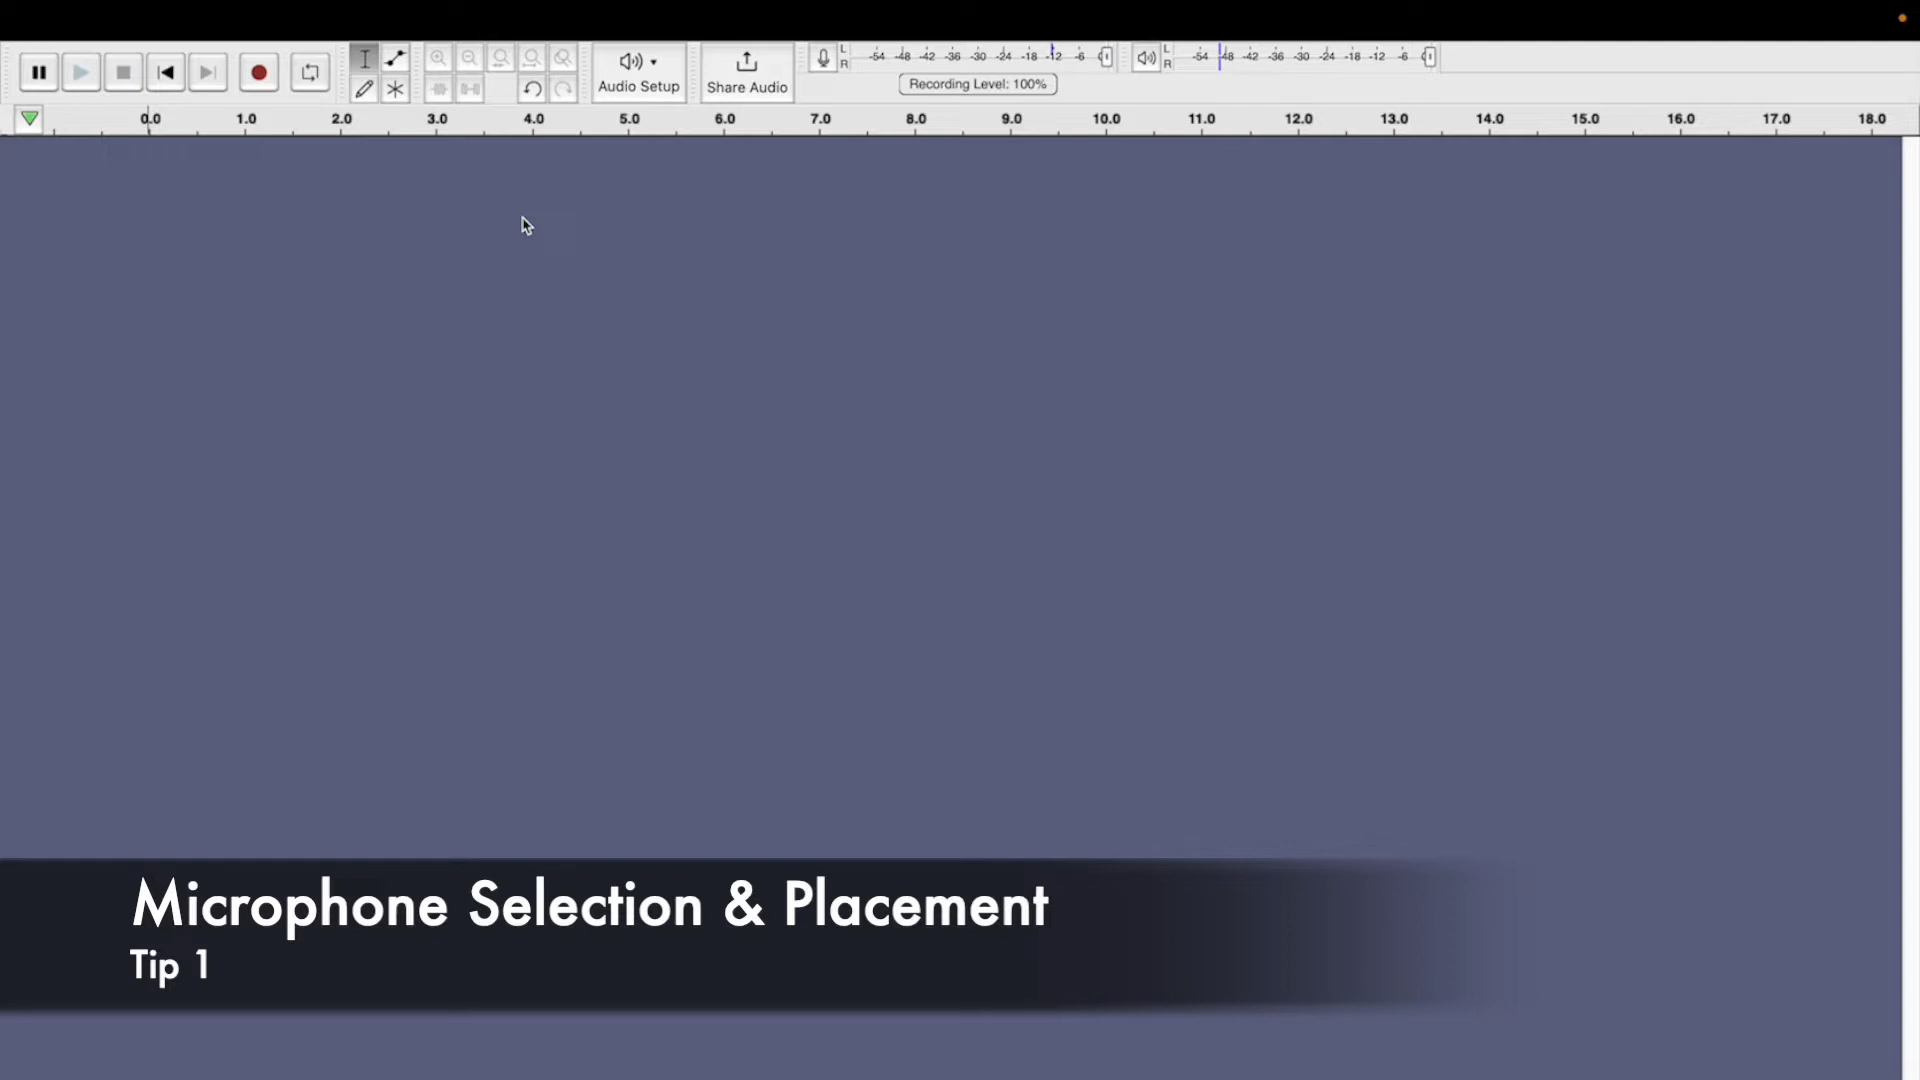 Audio Setup
Share Audio
L
R
-54 -48 -42 -36 -30 -24 -18 -12 -6
Recording Level: 100%
L
R
-54 -48 -42 -36 -30 -24 -18 -12 -6
0.0 1.0 2.0 3.0 4.0 5.0 6.0 7.0 8.0 9.0 10.0 11.0 12.0 13.0 14.0 15.0 16.0 17.0 18.0
Microphone Selection & Placement
Tip 1